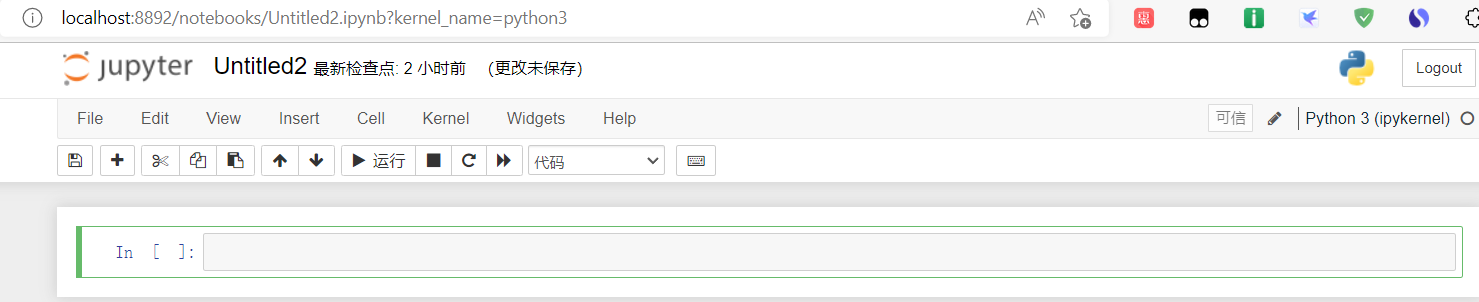 localhost:8892/notebooks/Untitled2.ipynb?kernel_name=python3 A 惠
jupyter Untitled2 最新检查点: 2 小时前 (更改未保存) Logout
File Edit View Insert Cell Kernel Widgets Help 可信 Python 3 (ipykernel)
运行 代码
In [ ]: